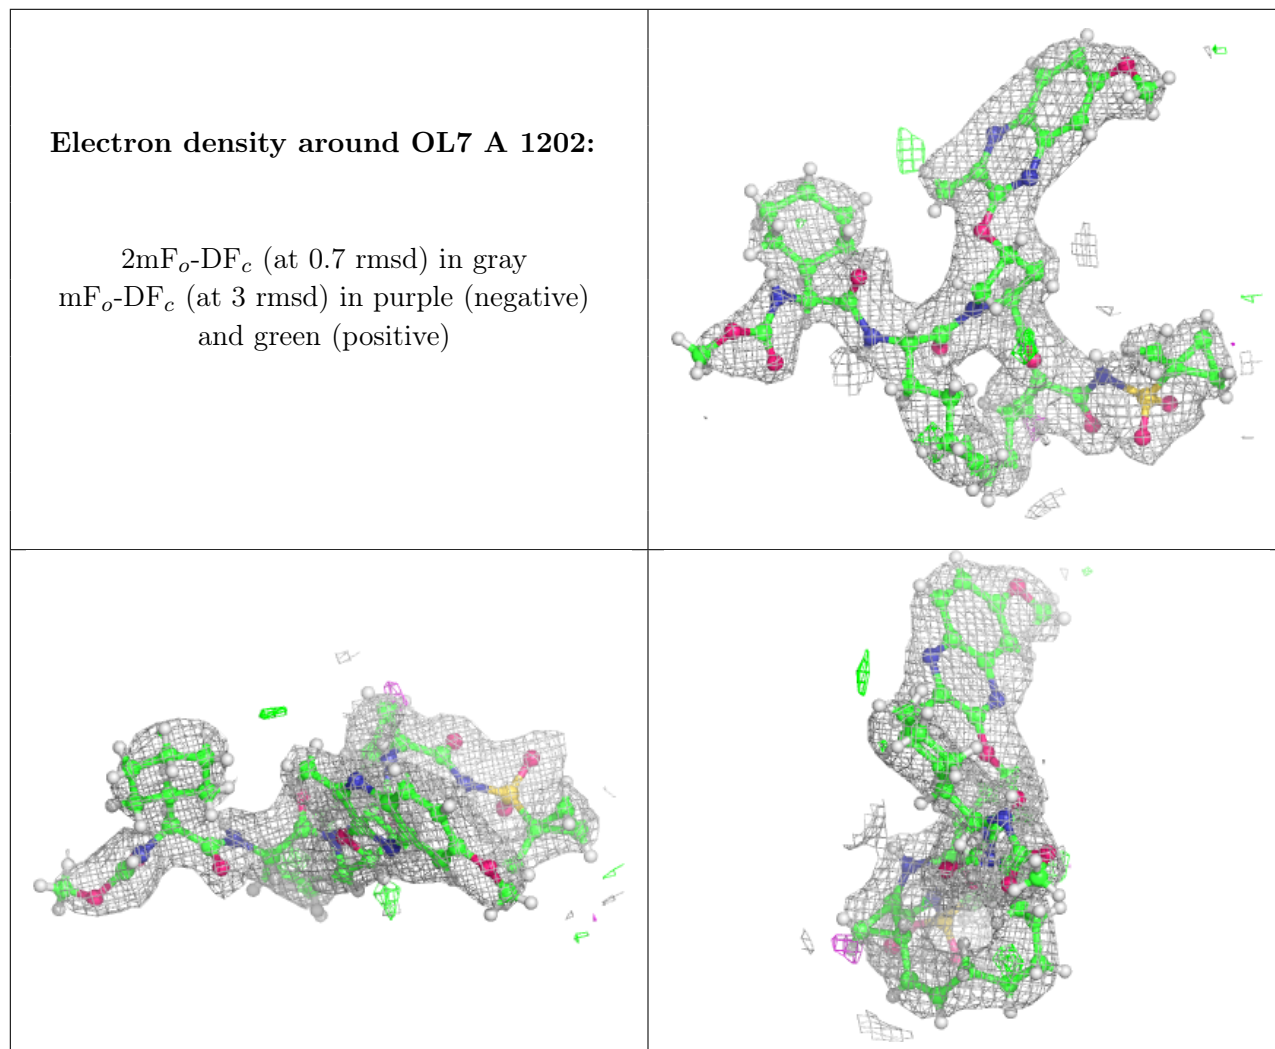 Electron density around OL7 A 1202:
2mFo-DFc (at 0.7 rmsd) in gray
mFo-DFc (at 3 rmsd) in purple (negative)
and green (positive)